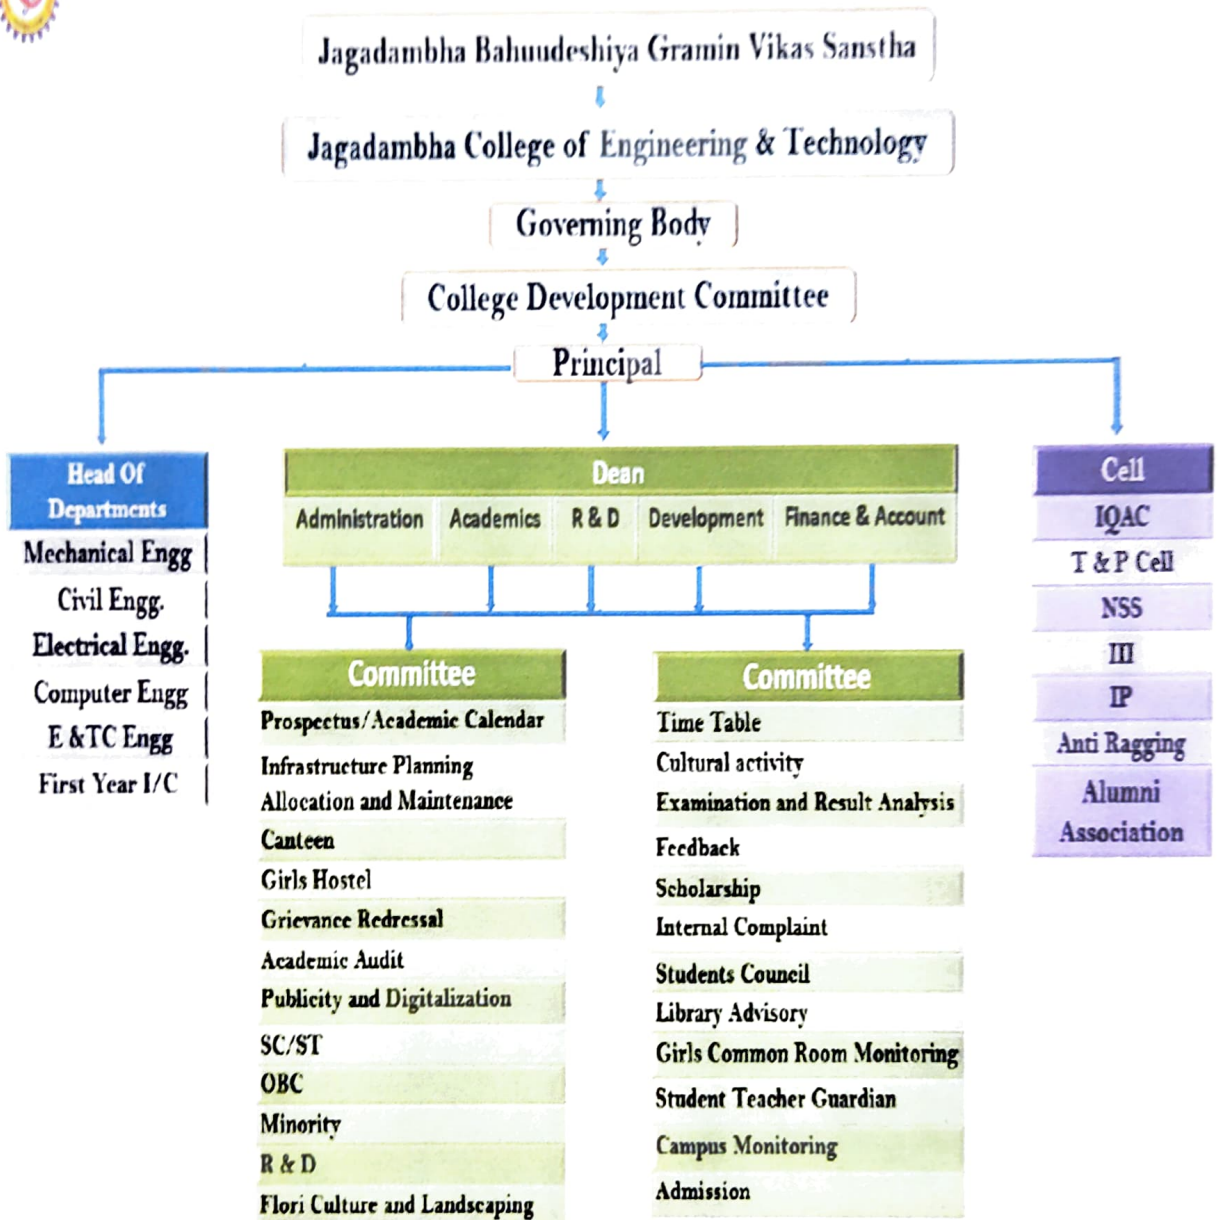 Jagadambha Bahuudeshiya Gramin Vikas Sanstha
Jagadambha College of Engineering & Technology
Governing Body
College Development Committee
Principal
Head Of
Departments
Mechanical Engg
Civil Engg.
Electrical Engg.
Computer Engg
E &TC Engg
First Year I/C
Dean
Administration Academics R & D Development Finance & Account
Committee
Prospectus/Academic Calendar
Infrastructure Planning
Allocation and Maintenance
Canteen
Girls Hostel
Grievance Redressal
Academic Audit
Publicity and Digitalization
SC/ST
OBC
Minority
R & D
Flori Culture and Landscaping
Committee
Time Table
Cultural activity
Examination and Result Analysis
Feedback
Scholarship
Internal Complaint
Students Council
Library Advisory
Girls Common Room Monitoring
Student Teacher Guardian
Campus Monitoring
Admission
Cell
IQAC
T & P Cell
NSS
III
IP
Anti Ragging
Alumni
Association